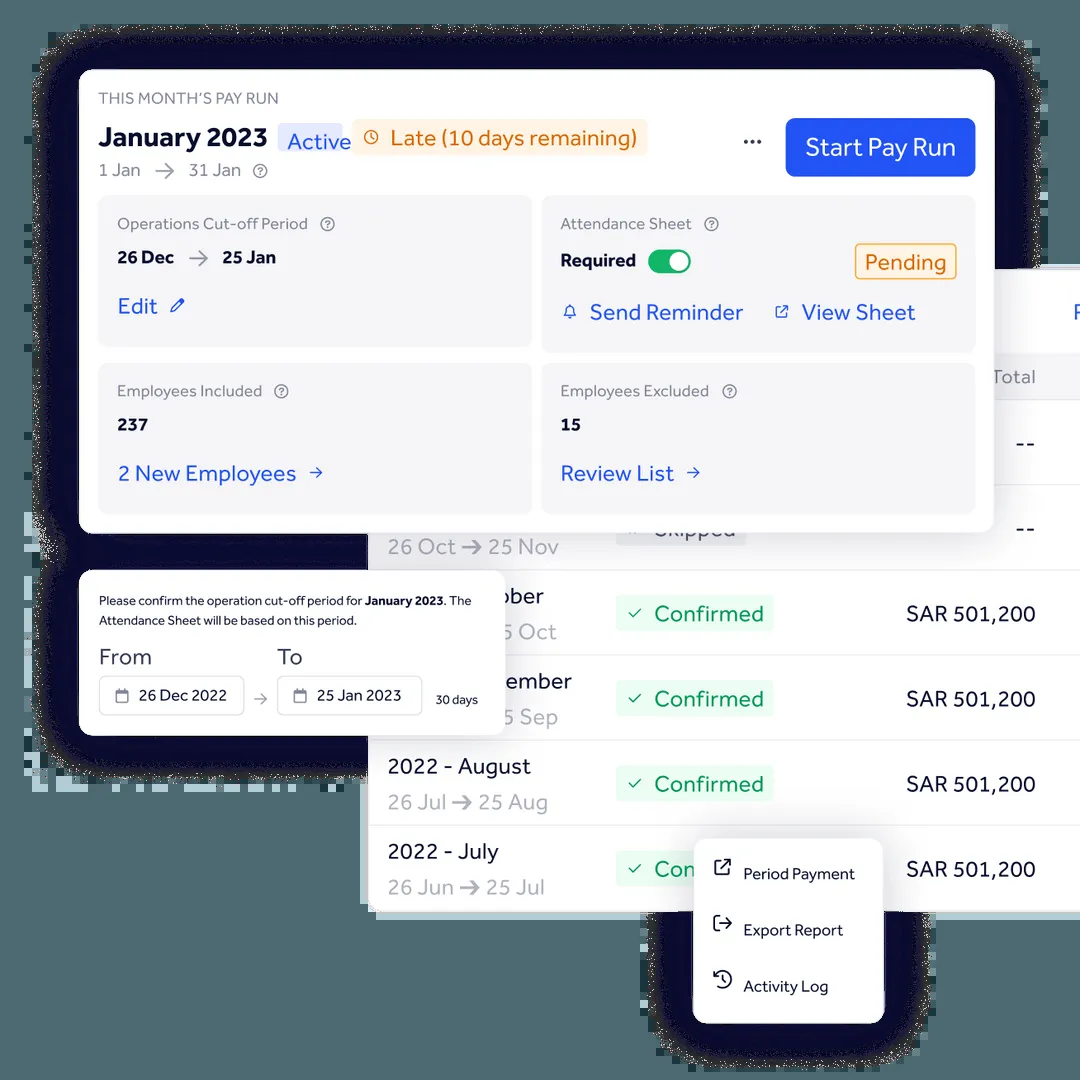 THIS MONTH'S PAY RUN
January 2023 Active Late (10 days remaining) ... Start Pay Run
1 Jan → 31 Jan
Operations Cut-off Period
26 Dec → 25 Jan
Edit
Attendance Sheet
Required Pending
Send Reminder View Sheet
Employees Included
237
2 New Employees →
Employees Excluded
15
Review List →
Total
--
--
26 Oct → 25 Nov
ober Confirmed SAR 501,200
5 Oct
Please confirm the operation cut-off period for January 2023. The
Attendance Sheet will be based on this period.
From To
26 Dec 2022 → 25 Jan 2023 30 days
ember Confirmed SAR 501,200
5 Sep
2022 - August Confirmed SAR 501,200
26 Jul → 25 Aug
2022 - July Con SAR 501,200
26 Jun → 25 Jul
Period Payment
Export Report
Activity Log